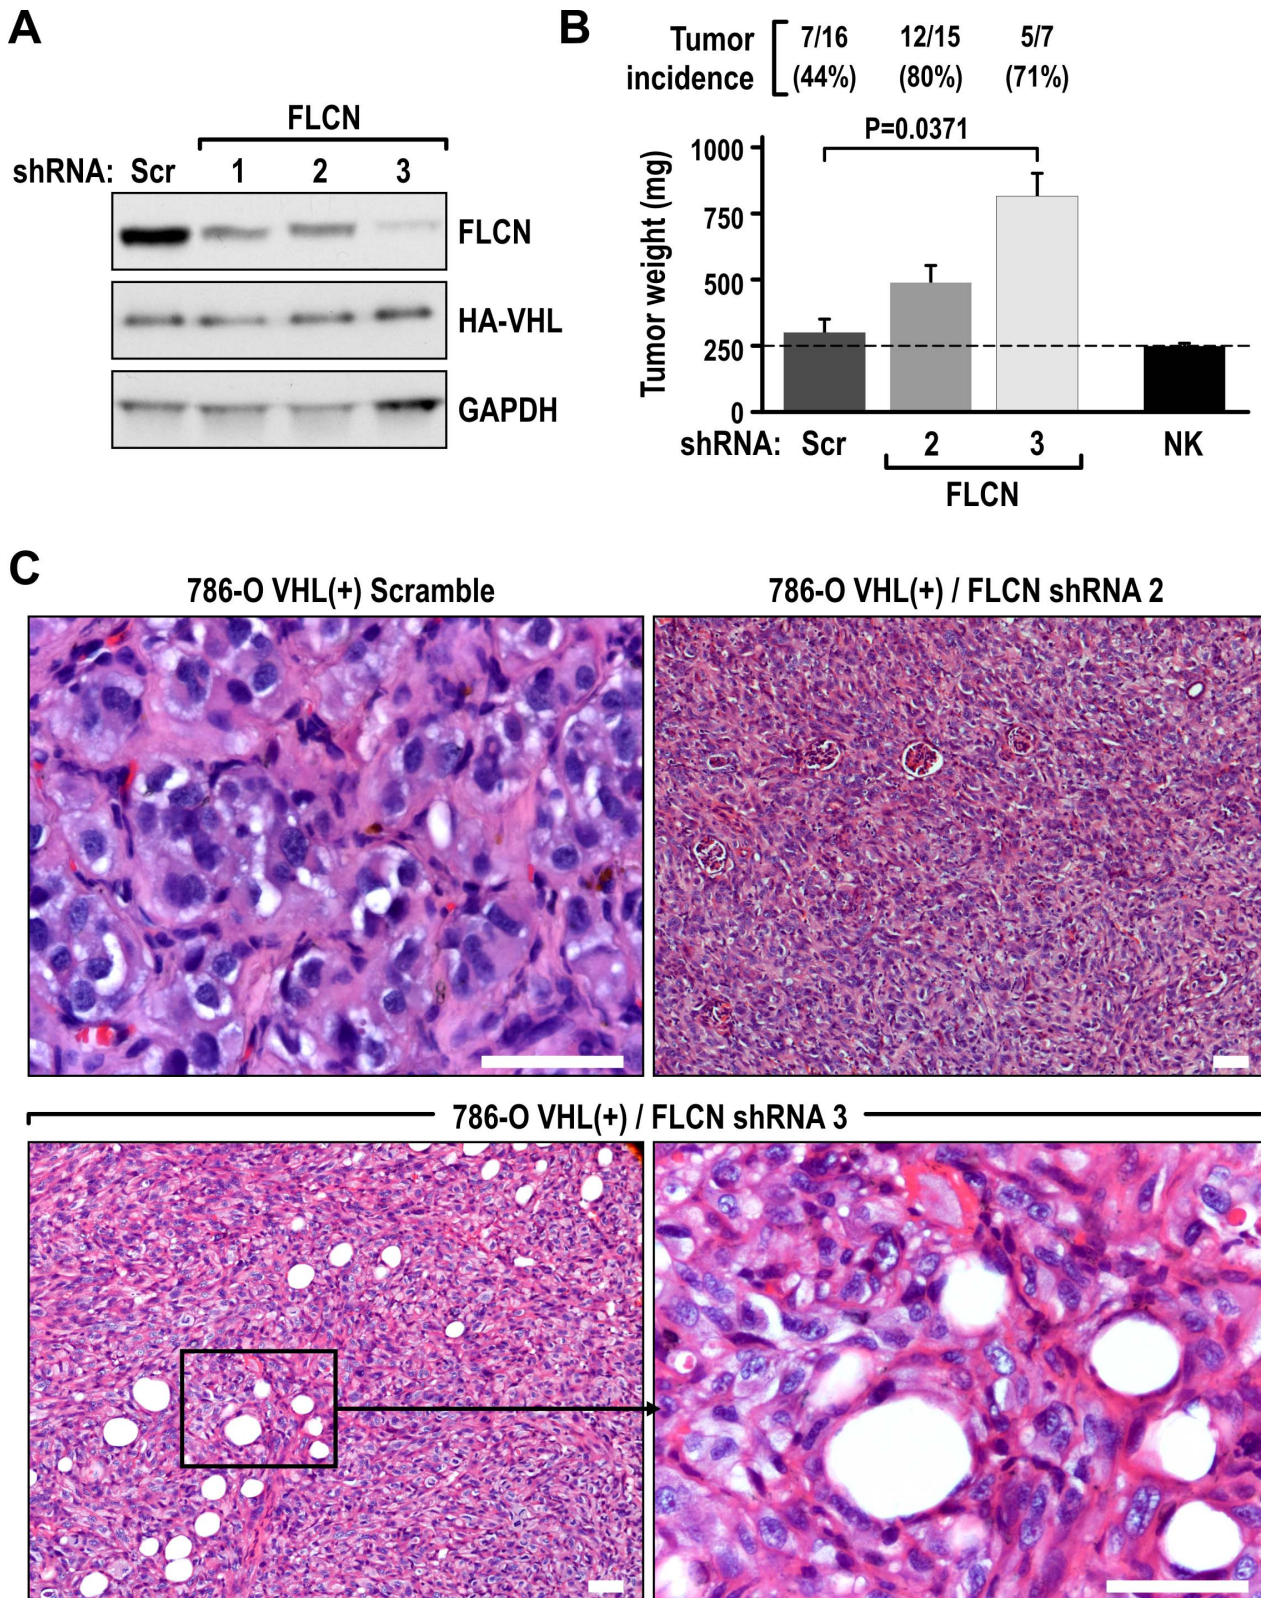 A
FLCN
shRNA: Scr 1 2 3
FLCN
HA-VHL
GAPDH
B
Tumor incidence
7/16 12/15 5/7
(44%) (80%) (71%)
P=0.0371
Tumor weight (mg)
1000
750
500
250
0
shRNA: Scr 2 3 NK
FLCN
C
786-O VHL(+) Scramble
786-O VHL(+) / FLCN shRNA 2
786-O VHL(+) / FLCN shRNA 3